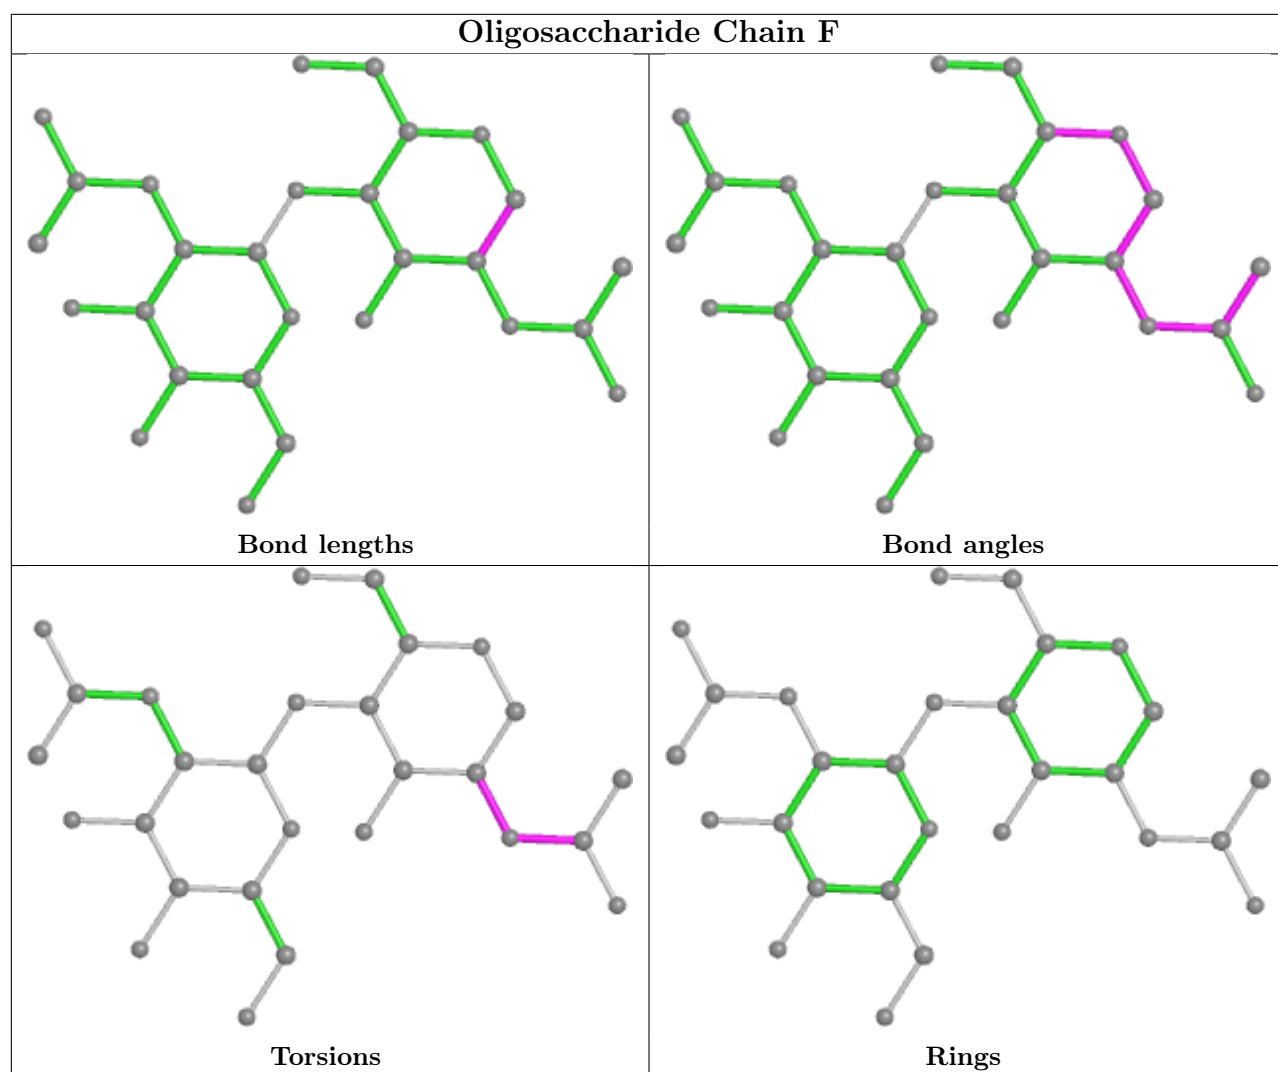 Oligosaccharide Chain F
Bond lengths
Bond angles
Torsions
Rings